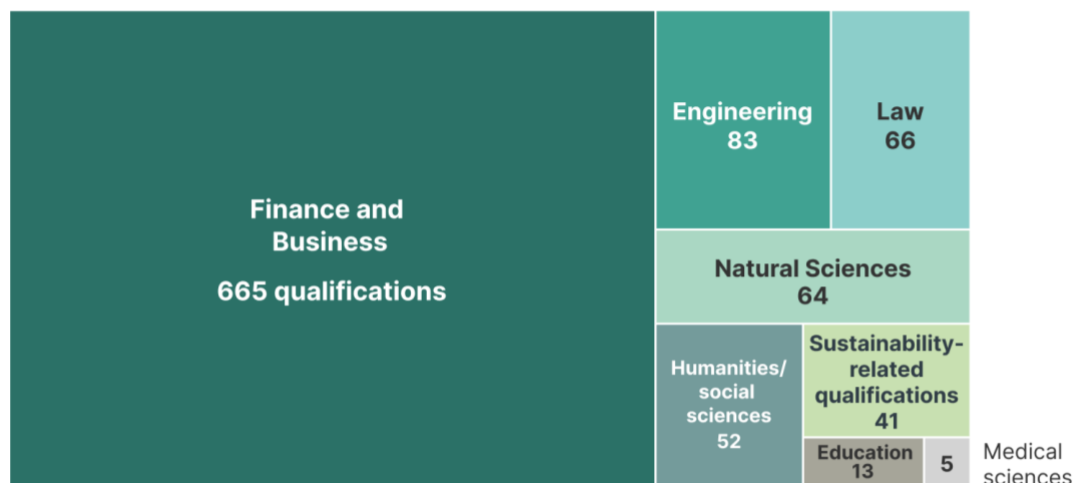 Finance and
Business
665 qualifications
Engineering
83
Law
66
Natural Sciences
64
Humanities/
social
sciences
52
Sustainability-
related
qualifications
41
Education
13
5
Medical
sciences